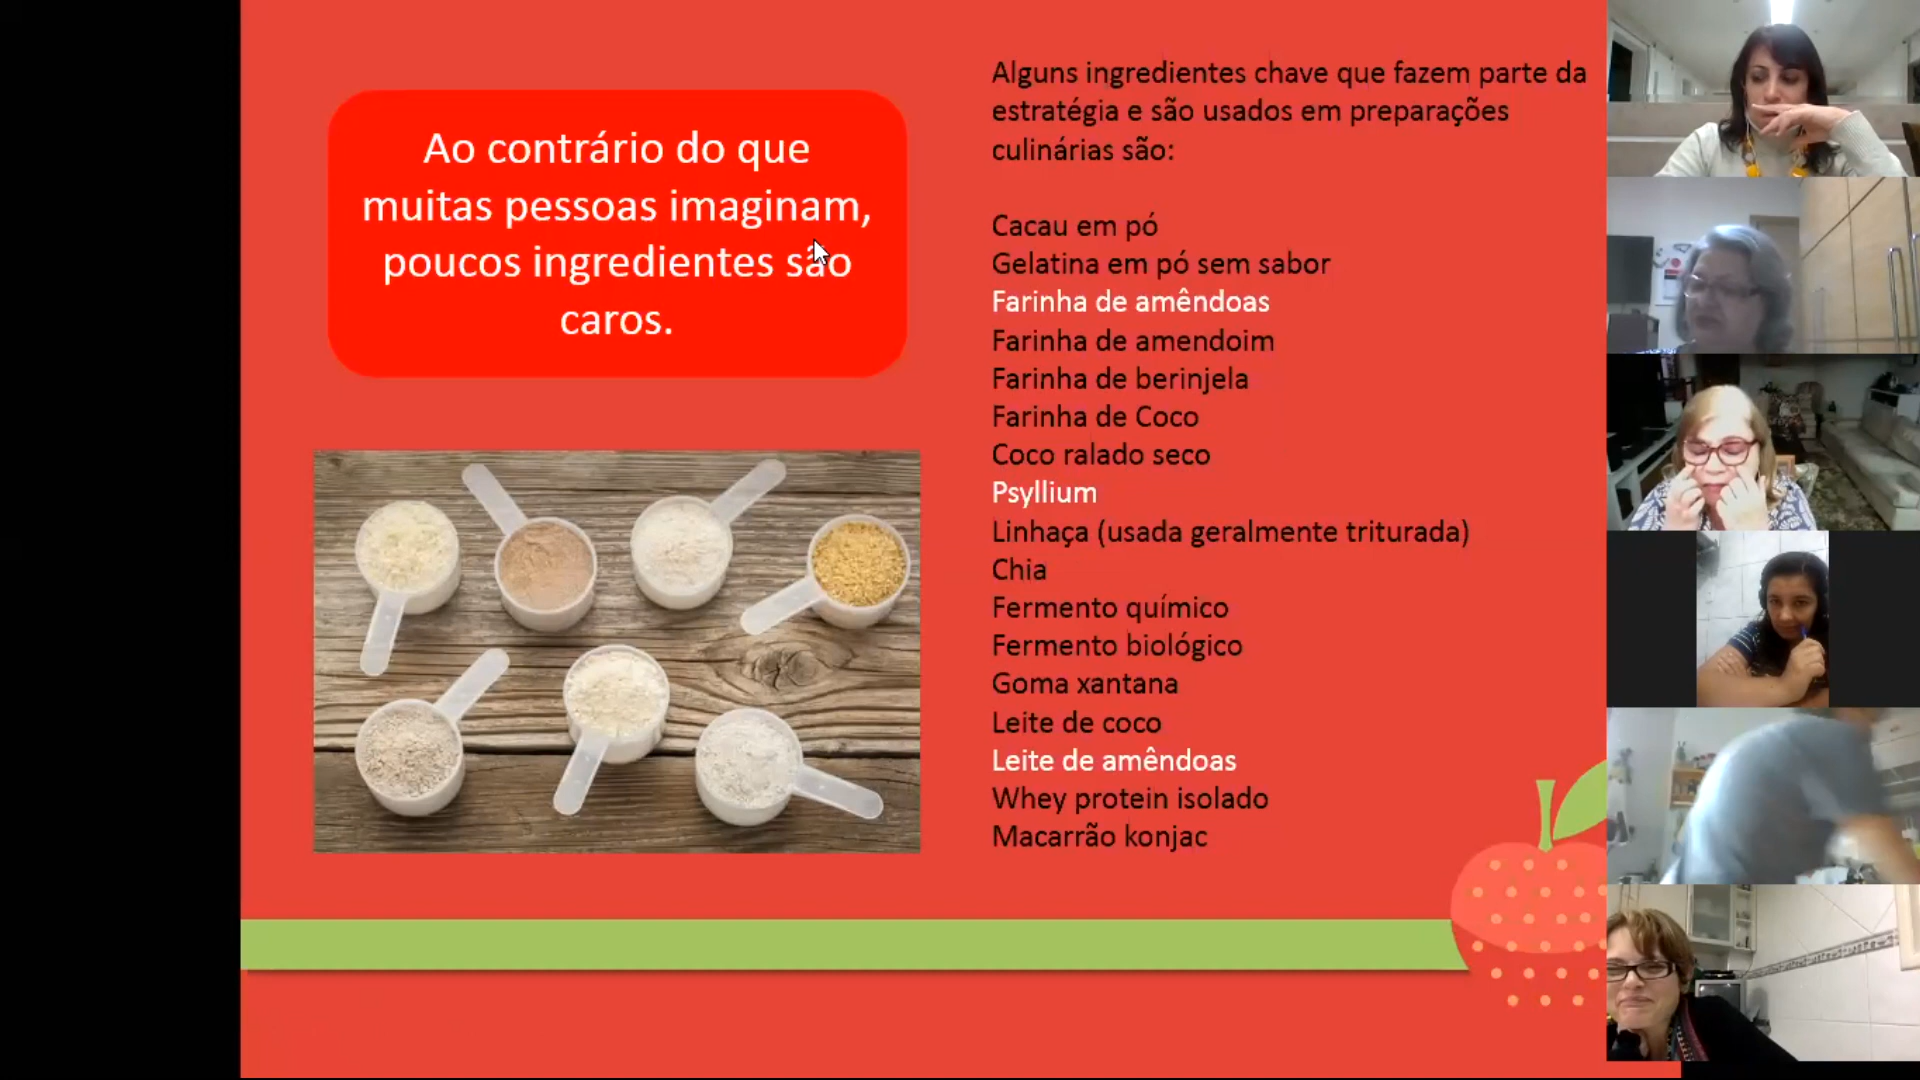 Ao contrário do que
muitas pessoas imaginam,
poucos ingredientes são
caros.
Alguns ingredientes chave que fazem parte da
estratégia e são usados em preparações
culinárias são:
Cacau em pó
Gelatina em pó sem sabor
Farinha de amêndoas
Farinha de amendoim
Farinha de berinjela
Farinha de Coco
Coco ralado seco
Psyllium
Linhaça (usada geralmente triturada)
Chia
Fermento químico
Fermento biológico
Goma xantana
Leite de coco
Leite de amêndoas
Whey protein isolado
Macarrão konjac